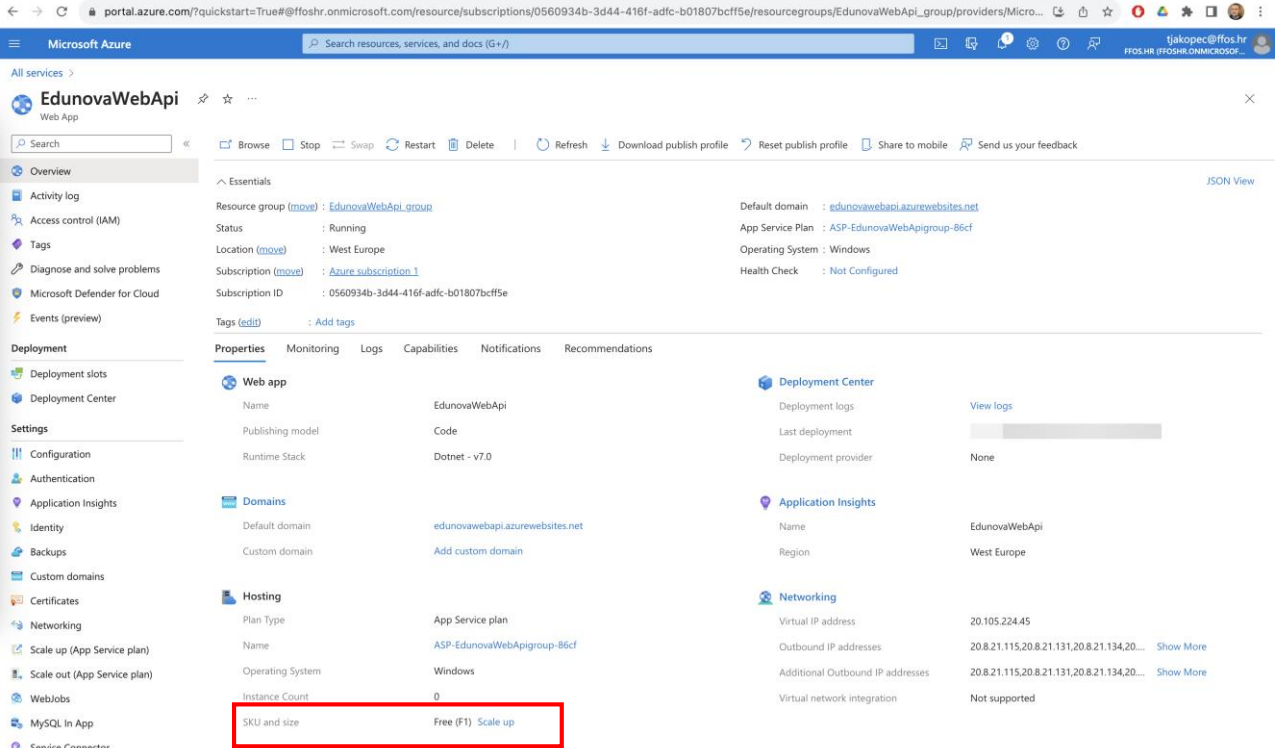 portal.azure.com/?quickstart=True#@ffoshr.onmicrosoft.com/resource/subscriptions/0560934b-3d44-416f-adfc-b01807bcff5e/resourcegroups/EdunovaWebApi_group/providers/Micro...
Microsoft Azure
Search resources, services, and docs (G+/)
1
tjakopec@ffos.hr
FFOS.HR (FFOSHR.ONMICROSOF...
All services >
EdunovaWebApi
Web App
Search
Browse Stop Swap Restart Delete Refresh Download publish profile Reset publish profile Share to mobile Send us your feedback
Overview
Activity log
Access control (IAM)
Tags
Diagnose and solve problems
Microsoft Defender for Cloud
Events (preview)
Deployment
Deployment slots
Deployment Center
Settings
Configuration
Authentication
Application Insights
Identity
Backups
Custom domains
Certificates
Networking
Scale up (App Service plan)
Scale out (App Service plan)
WebJobs
MySQL In App
Service Connector
Essentials
JSON View
Resource group (move) : EdunovaWebApi_group
Status : Running
Location (move) : West Europe
Subscription (move) : Azure subscription 1
Subscription ID : 0560934b-3d44-416f-adfc-b01807bcff5e
Default domain : edunovawebapi.azurewebsites.net
App Service Plan : ASP-EdunovaWebApigroup-86cf
Operating System : Windows
Health Check : Not Configured
Tags (edit) : Add tags
Properties Monitoring Logs Capabilities Notifications Recommendations
Web app
Name EdunovaWebApi
Publishing model Code
Runtime Stack Dotnet - v7.0
Domains
Default domain edunovawebapi.azurewebsites.net
Custom domain Add custom domain
Hosting
Plan Type App Service plan
Name ASP-EdunovaWebApigroup-86cf
Operating System Windows
Instance Count 0
SKU and size Free (F1) Scale up
Deployment Center
Deployment logs View logs
Last deployment
Deployment provider None
Application Insights
Name EdunovaWebApi
Region West Europe
Networking
Virtual IP address 20.105.224.45
Outbound IP addresses 20.8.21.115,20.8.21.131,20.8.21.134,20.... Show More
Additional Outbound IP addresses 20.8.21.115,20.8.21.131,20.8.21.134,20.... Show More
Virtual network integration Not supported